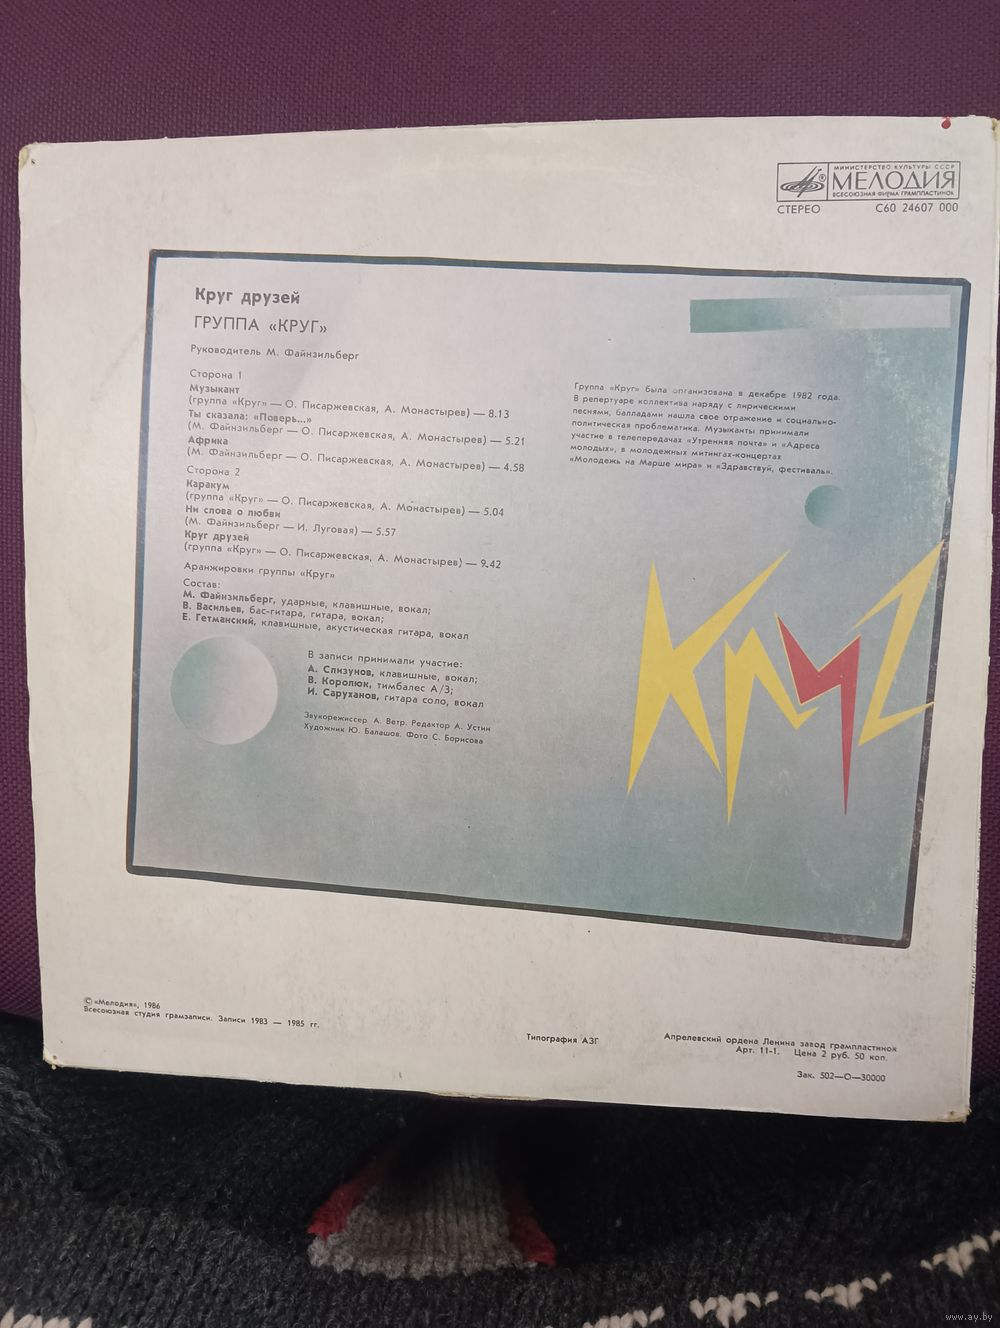 МИНИСТЕРСТВО КУЛЬТУРЫ СССР
МЕЛОДИЯ
ВСЕСОЮЗНАЯ ФИРМА ГРАМПЛАСТИНОК
СТЕРЕО С60 24607 000
Круг друзей
ГРУППА «КРУГ»
Руководитель М. Файнзильберг
Сторона 1
Музыкант
(группа «Круг» — О. Писаржевская, А. Монастырев) — 8.13
Ты сказала: «Поверь...»
(М. Файнзильберг — О. Писаржевская, А. Монастырев) — 5.21
Африка
(М. Файнзильберг — О. Писаржевская, А. Монастырев) — 4.58
Сторона 2
Каракум
(группа «Круг» — О. Писаржевская, А. Монастырев) — 5.04
Ни слова о любви
(М. Файнзильберг — И. Луговая) — 5.57
Круг друзей
(группа «Круг» — О. Писаржевская, А. Монастырев) — 9.42
Аранжировки группы «Круг»
Состав:
М. Файнзильберг, ударные, клавишные, вокал;
В. Васильев, бас-гитара, гитара, вокал;
Е. Гетманский, клавишные, акустическая гитара, вокал
В записи принимали участие:
А. Слизунов, клавишные, вокал;
В. Королюк, тимбалес А/3;
И. Саруханов, гитара соло, вокал
Звукорежиссер А. Ветр. Редактор А. Устин
Художник Ю. Балашов. Фото С. Борисова
Группа «Круг» была организована в декабре 1982 года.
В репертуаре коллектива наряду с лирическими
песнями, балладами нашла свое отражение и социально-
политическая проблематика. Музыканты принимали
участие в телепередачах «Утренняя почта» и «Адреса
молодых», в молодежных митингах-концертах
«Молодежь на Марше мира» и «Здравствуй, фестиваль».
© «Мелодия», 1986
Всесоюзная студия грамзаписи. Записи 1983 — 1985 гг.
Типография АЗГ
Апрелевский ордена Ленина завод грампластинок
Арт. 11-1. Цена 2 руб. 50 коп.
Зак. 502—О—30000
www.ay.by